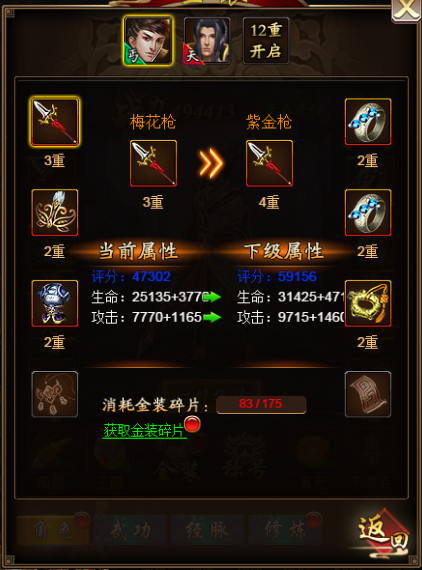 丐
天
12重
开启
梅花枪
紫金枪
3重
2重
3重
4重
2重
2重
当前属性
下级属性
评分：47302
评分：59156
生命：25135+3770
生命：31425+471
攻击：7770+1165
攻击：9715+1460
2重
2重
消耗金装碎片：
83/175
获取金装碎片
角色
武功
经脉
修炼
返回